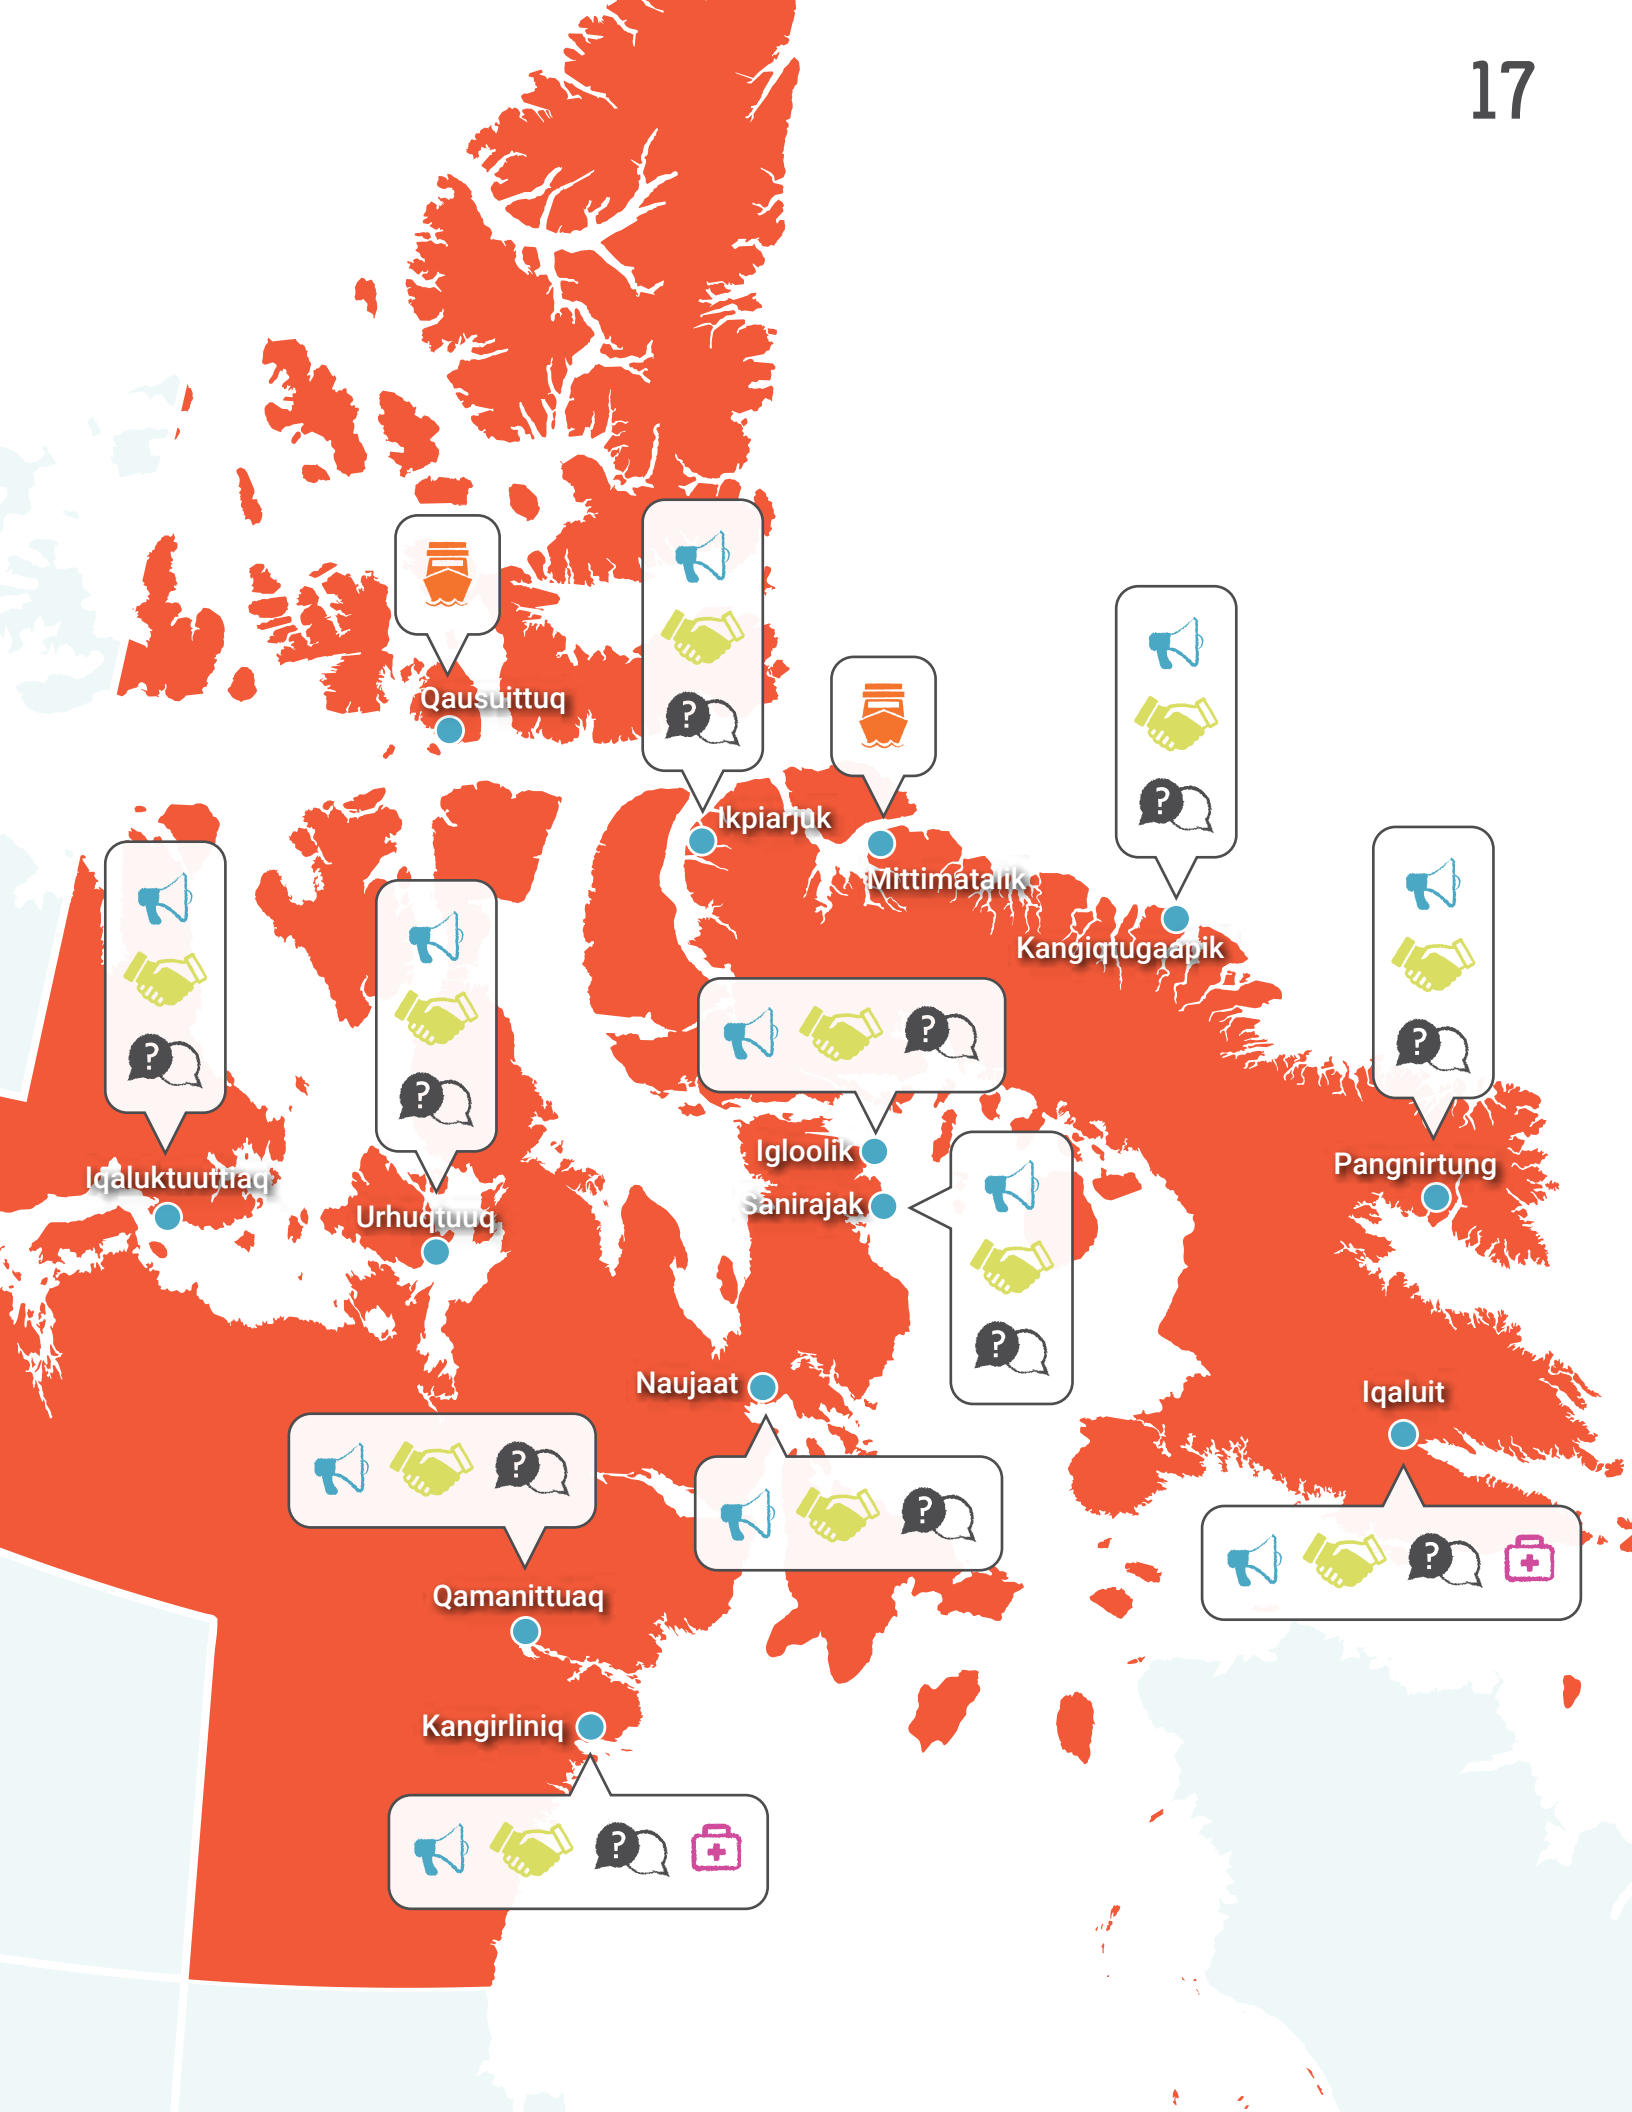 17
Qausuittuq
?
Ikpiarjuk
Mittimatalik
?
Kangiqtugaapik
?
Iqaluktuuttiaq
?
Urhuqtuuq
?
Igloolik
Sanirajak
?
?
Pangnirtung
Naujaat
?
Iqaluit
?
?
Qamanittuaq
Kangirliniq
?